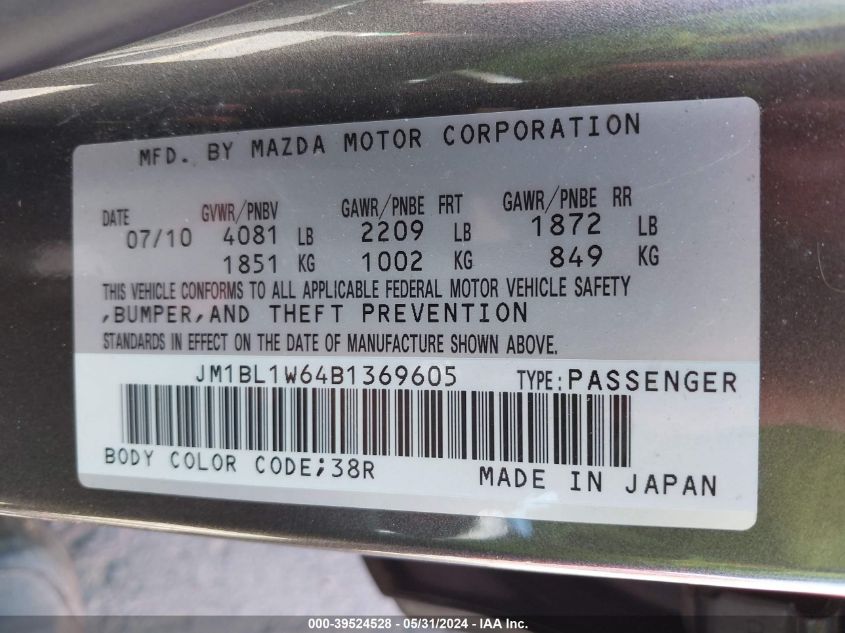 MFD. BY MAZDA MOTOR CORPORATION
DATE GVWR/PNBV GAWR/PNBE FRT GAWR/PNBE RR
07/10 4081 LB 2209 LB 1872 LB
1851 KG 1002 KG 849 KG
THIS VEHICLE CONFORMS TO ALL APPLICABLE FEDERAL MOTOR VEHICLE SAFETY
,BUMPER,AND THEFT PREVENTION
STANDARDS IN EFFECT ON THE DATE OF MANUFACTURE SHOWN ABOVE.
JM1BL1W64B1369605 TYPE:PASSENGER
BODY COLOR CODE;38R MADE IN JAPAN
000-39524528 - 05/31/2024 - IAA Inc.